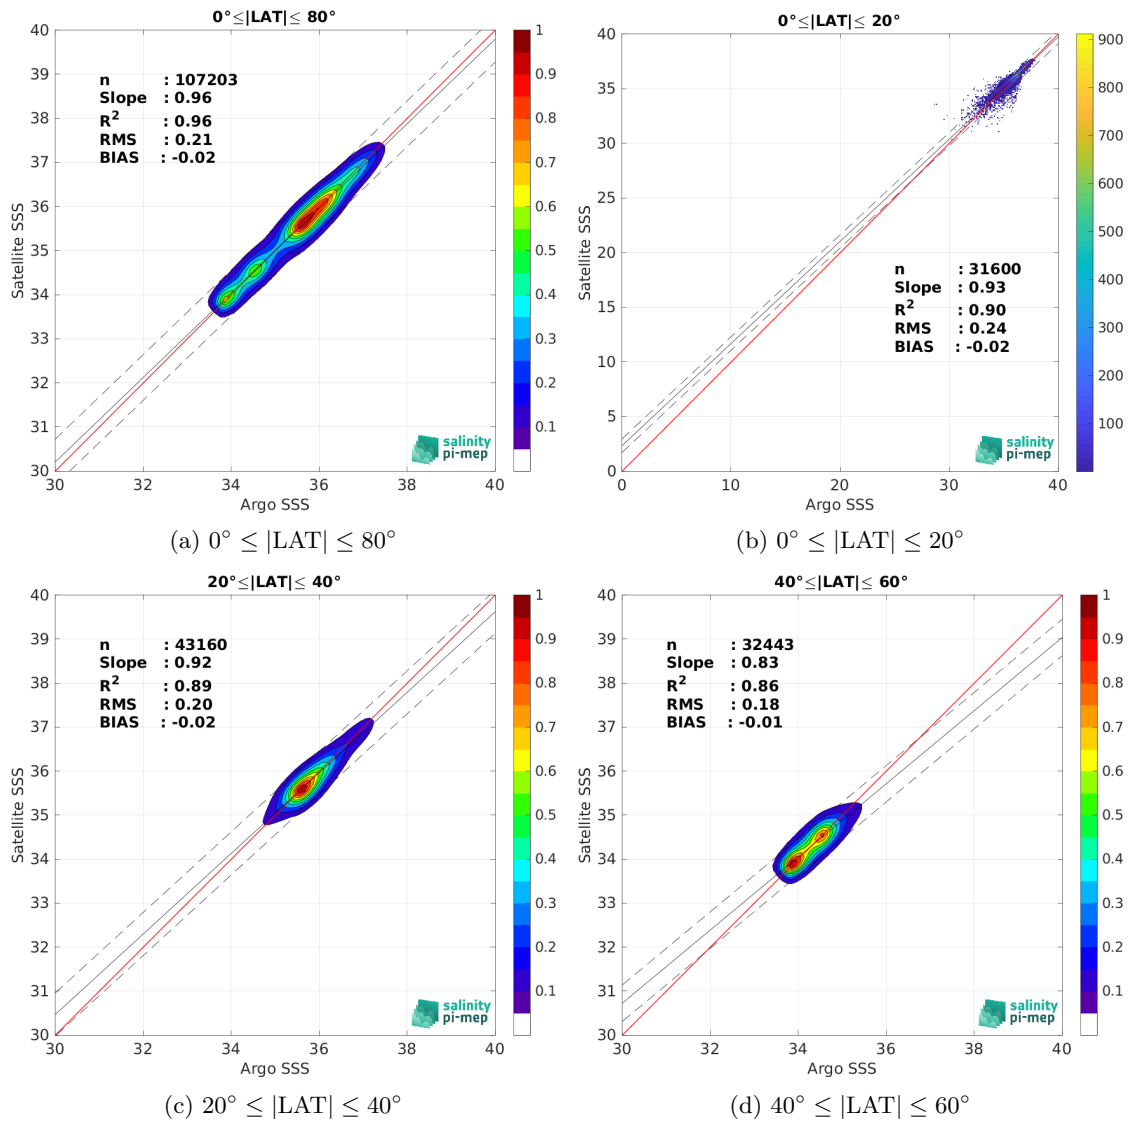 0°≤|LAT|≤ 80°
40
39
38
37
36
35
34
33
32
31
30
30
32
34
36
38
40
Satellite SSS
Argo SSS
n : 107203
Slope : 0.96
R² : 0.96
RMS : 0.21
BIAS : -0.02
salinity
pi-mep
1
0.9
0.8
0.7
0.6
0.5
0.4
0.3
0.2
0.1
(a) 0° ≤ |LAT| ≤ 80°
0°≤|LAT|≤ 20°
40
35
30
25
20
15
10
5
0
0
10
20
30
40
Satellite SSS
Argo SSS
n : 31600
Slope : 0.93
R² : 0.90
RMS : 0.24
BIAS : -0.02
salinity
pi-mep
900
800
700
600
500
400
300
200
100
(b) 0° ≤ |LAT| ≤ 20°
20°≤|LAT|≤ 40°
40
39
38
37
36
35
34
33
32
31
30
30
32
34
36
38
40
Satellite SSS
Argo SSS
n : 43160
Slope : 0.92
R² : 0.89
RMS : 0.20
BIAS : -0.02
salinity
pi-mep
1
0.9
0.8
0.7
0.6
0.5
0.4
0.3
0.2
0.1
(c) 20° ≤ |LAT| ≤ 40°
40°≤|LAT|≤ 60°
40
39
38
37
36
35
34
33
32
31
30
30
32
34
36
38
40
Satellite SSS
Argo SSS
n : 32443
Slope : 0.83
R² : 0.86
RMS : 0.18
BIAS : -0.01
salinity
pi-mep
1
0.9
0.8
0.7
0.6
0.5
0.4
0.3
0.2
0.1
(d) 40° ≤ |LAT| ≤ 60°